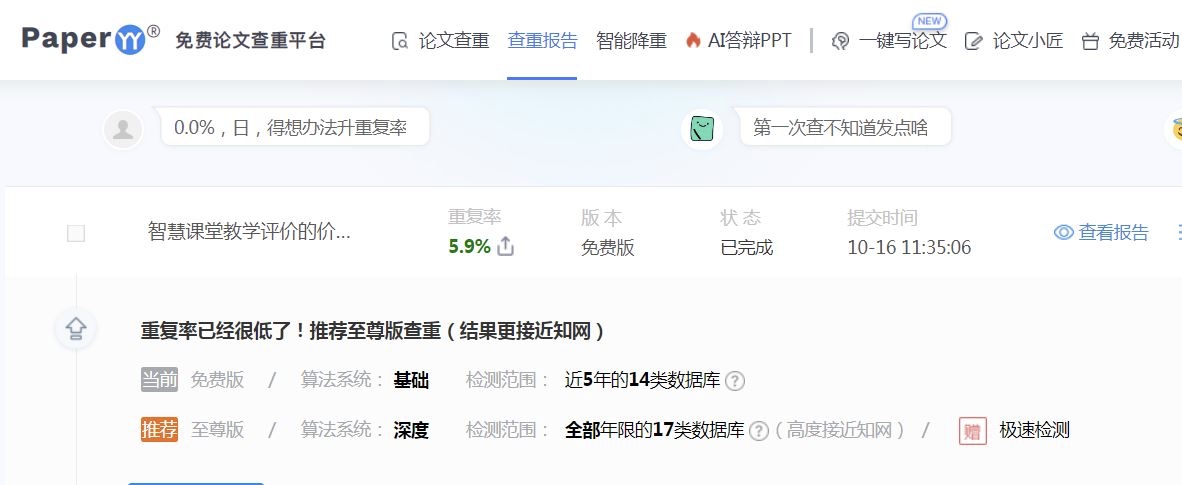 PaperYY® 免费论文查重平台 论文查重 查重报告 智能降重 AI答辩PPT 一键写论文 NEW 论文小匠 免费活动
0.0%，日，得想办法升重复率 第一次查不知道发点啥
重复率 版 本 状 态 提交时间
智慧课堂教学评价的价... 5.9% 免费版 已完成 10-16 11:35:06 查看报告
重复率已经很低了！推荐至尊版查重（结果更接近知网）
当前 免费版 / 算法系统： 基础 检测范围： 近5年的14类数据库 ?
推荐 至尊版 / 算法系统： 深度 检测范围： 全部年限的17类数据库 ?（高度接近知网） / 赠 极速检测